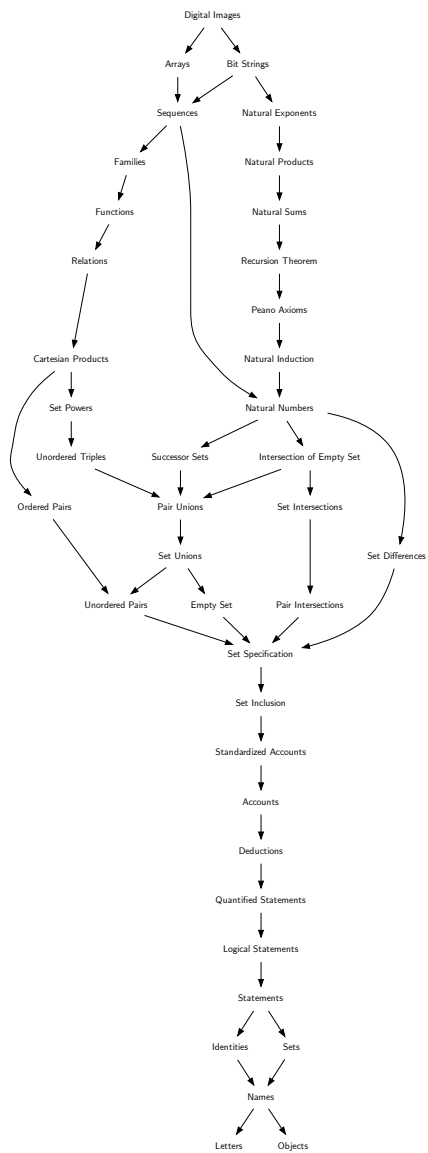 Digital Images
Arrays Bit Strings
Sequences Natural Exponents
Families Natural Products
Functions Natural Sums
Relations Recursion Theorem
Peano Axioms
Cartesian Products Natural Induction
Set Powers Natural Numbers
Unordered Triples Successor Sets Intersection of Empty Set
Ordered Pairs Pair Unions Set Intersections
Set Unions Set Differences
Unordered Pairs Empty Set Pair Intersections
Set Specification
Set Inclusion
Standardized Accounts
Accounts
Deductions
Quantified Statements
Logical Statements
Statements
Identities Sets
Names
Letters Objects